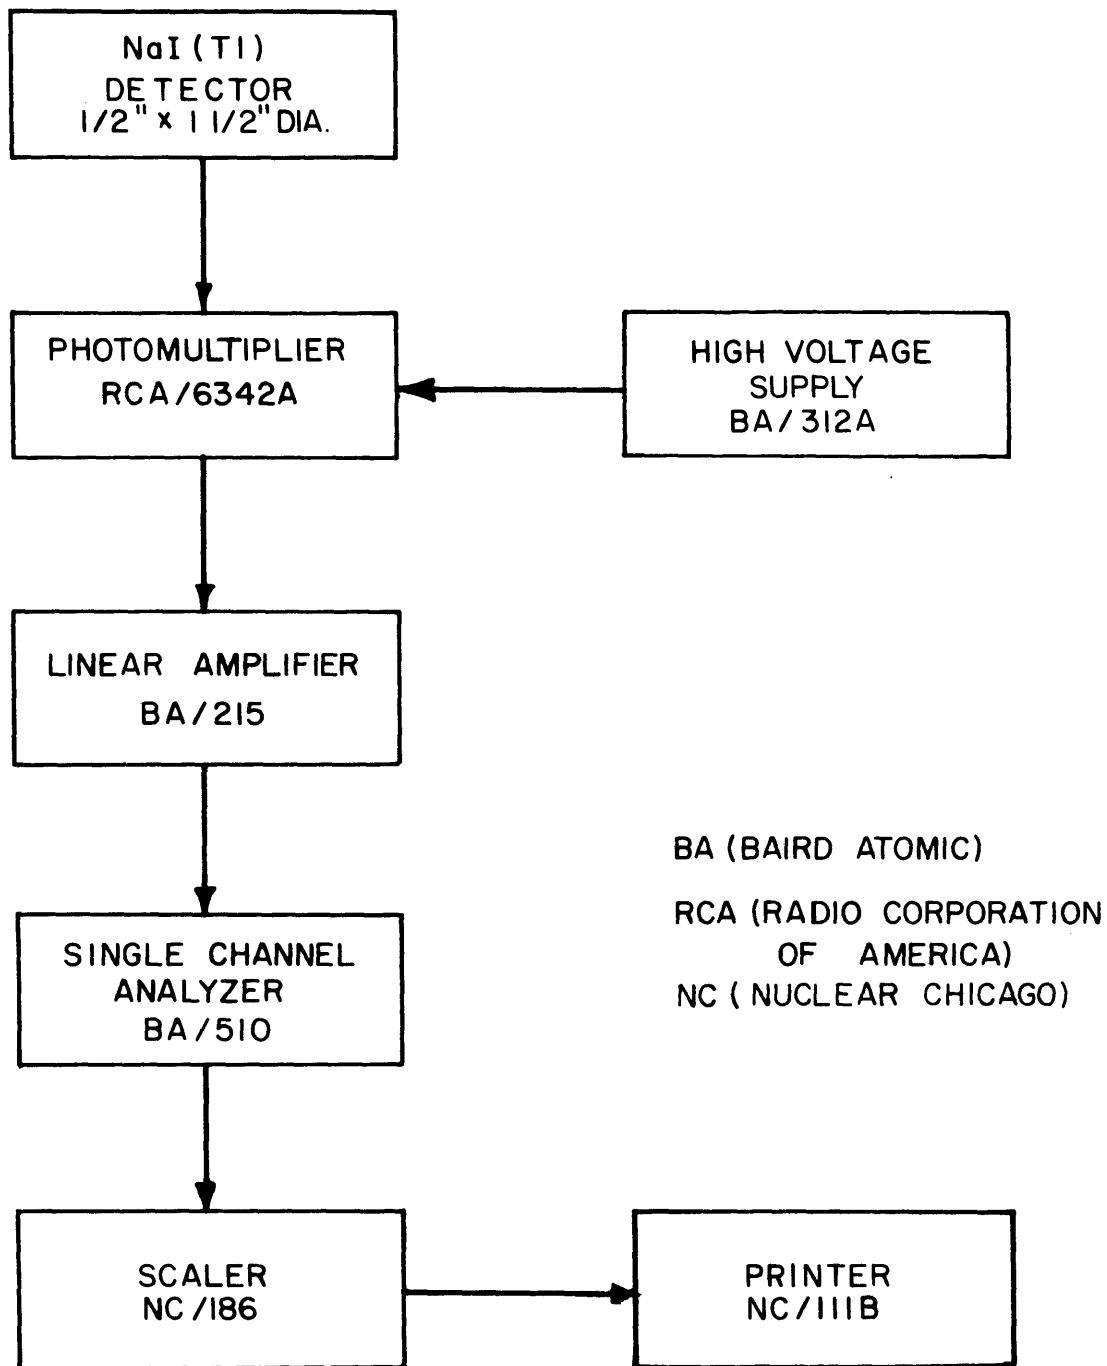 NaI (Tl)
DETECTOR
1/2" x 1 1/2" DIA.
PHOTOMULTIPLIER
RCA/6342A
HIGH VOLTAGE
SUPPLY
BA/312A
LINEAR AMPLIFIER
BA/215
BA (BAIRD ATOMIC)
RCA (RADIO CORPORATION
OF AMERICA)
NC (NUCLEAR CHICAGO)
SINGLE CHANNEL
ANALYZER
BA/510
SCALER
NC/186
PRINTER
NC/111B